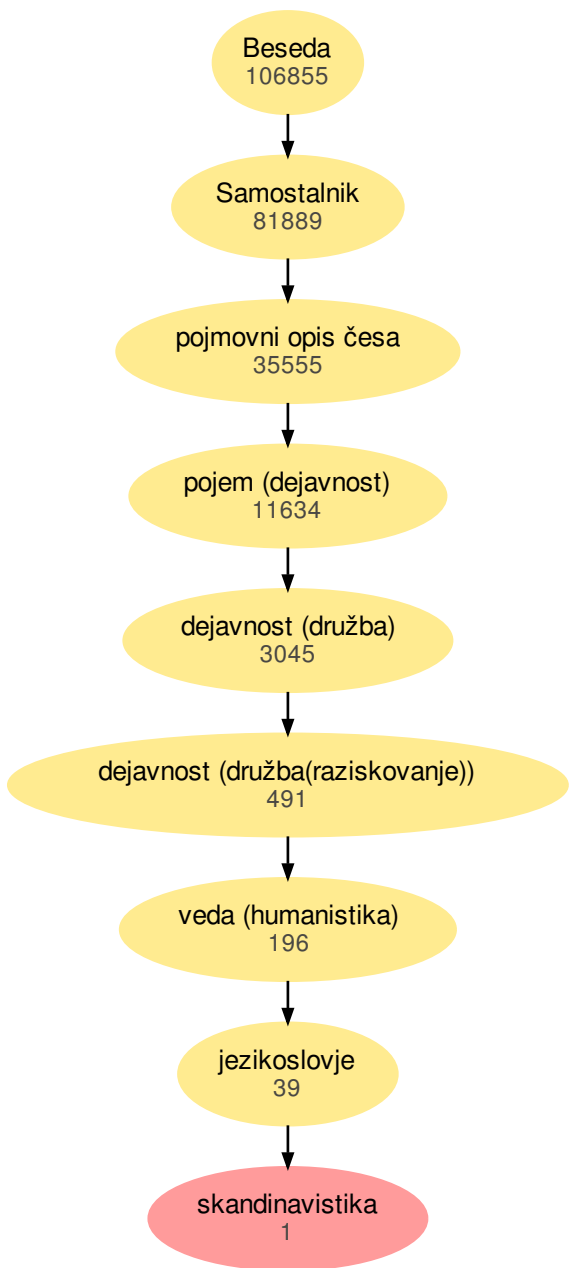 Beseda
106855
Samostalnik
81889
pojmovni opis česa
35555
pojem (dejavnost)
11634
dejavnost (družba)
3045
dejavnost (družba(raziskovanje))
491
veda (humanistika)
196
jezikoslovje
39
skandinavistika
1